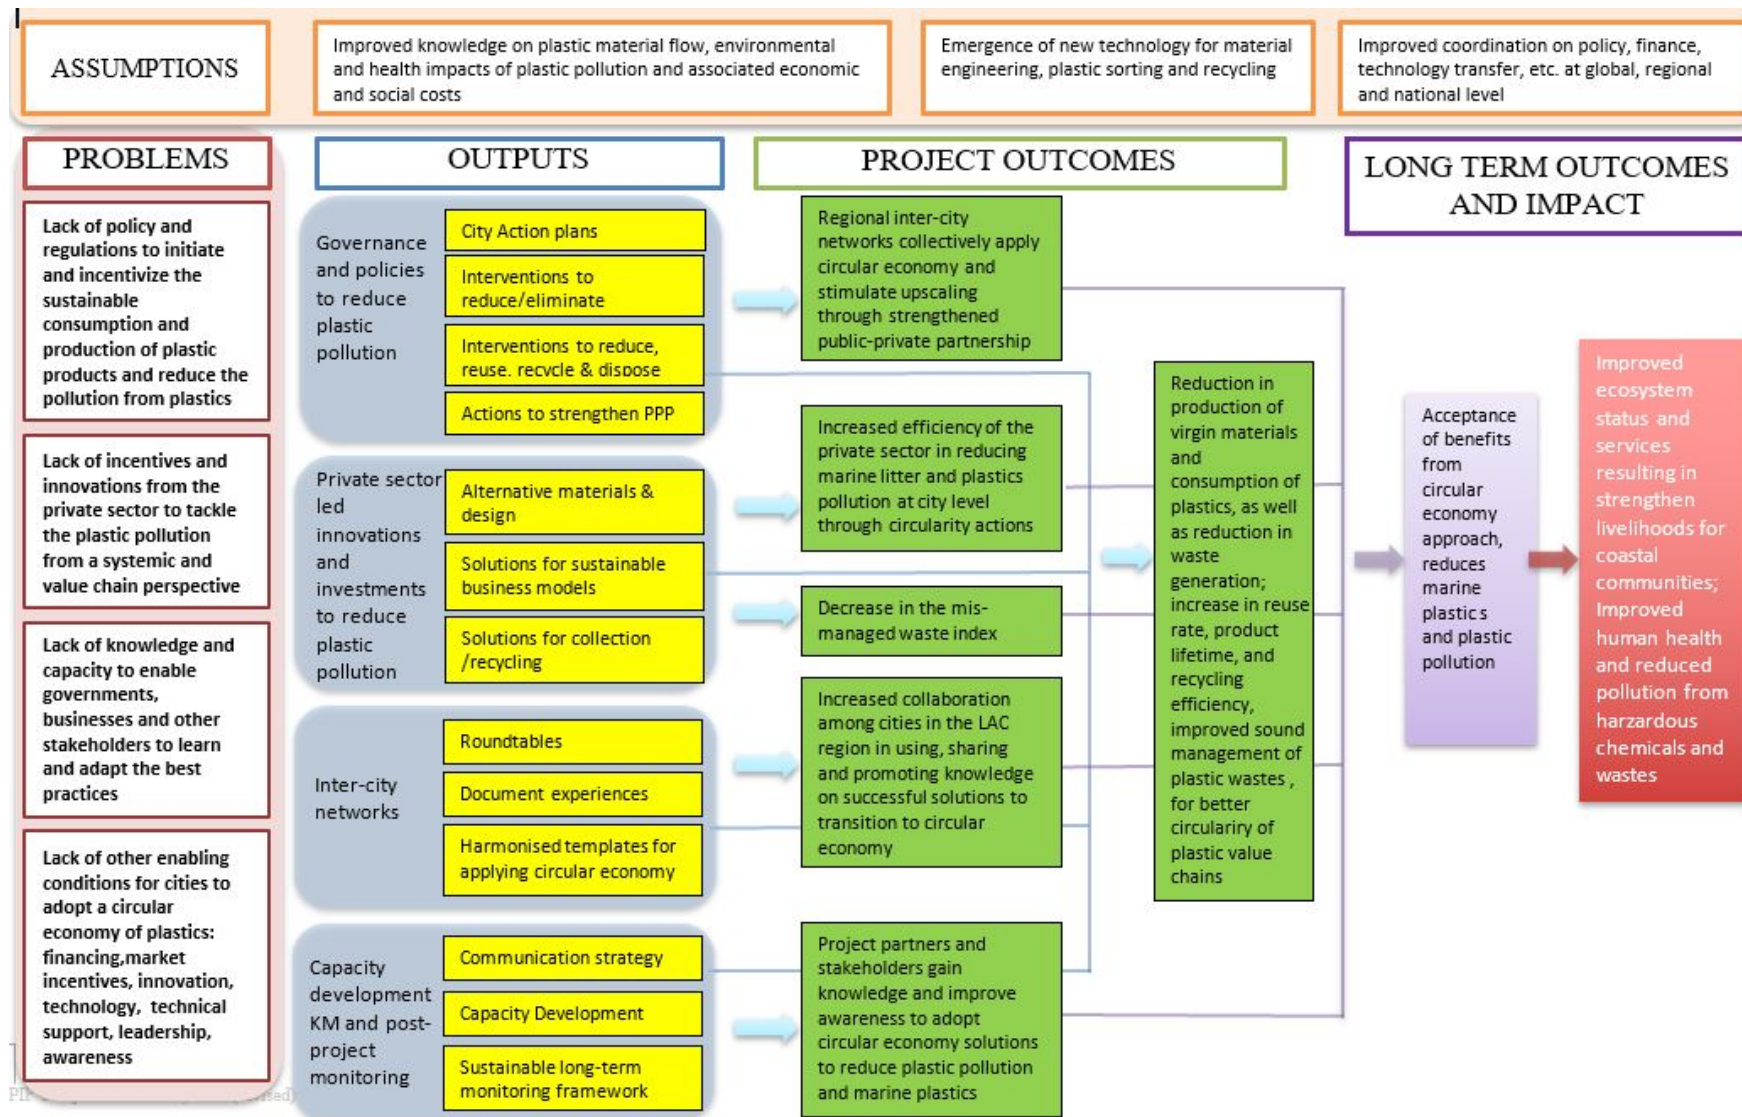 ASSUMPTIONS
Improved knowledge on plastic material flow, environmental
and health impacts of plastic pollution and associated economic
and social costs
Emergence of new technology for material
engineering, plastic sorting and recycling
Improved coordination on policy, finance,
technology transfer, etc. at global, regional
and national level
PROBLEMS
Lack of policy and
regulations to initiate
and incentivize the
sustainable
consumption and
production of plastic
products and reduce the
pollution from plastics
Lack of incentives and
innovations from the
private sector to tackle
the plastic pollution
from a systemic and
value chain perspective
Lack of knowledge and
capacity to enable
governments,
businesses and other
stakeholders to learn
and adapt the best
practices
Lack of other enabling
conditions for cities to
adopt a circular
economy of plastics:
financing,market
incentives, innovation,
technology, technical
support, leadership,
awareness
OUTPUTS
Governance
and policies
to reduce
plastic
pollution
City Action plans
Interventions to
reduce/eliminate
Interventions to reduce,
reuse, recycle & dispose
Actions to strengthen PPP
Private sector
led
innovations
and
investments
to reduce
plastic
pollution
Alternative materials &
design
Solutions for sustainable
business models
Solutions for collection
/recycling
Inter-city
networks
Roundtables
Document experiences
Harmonised templates for
applying circular economy
Capacity
development
KM and post-
project
monitoring
Communication strategy
Capacity Development
Sustainable long-term
monitoring framework
PROJECT OUTCOMES
Regional inter-city
networks collectively apply
circular economy and
stimulate upscaling
through strengthened
public-private partnership
Increased efficiency of the
private sector in reducing
marine litter and plastics
pollution at city level
through circularity actions
Decrease in the mis-
managed waste index
Increased collaboration
among cities in the LAC
region in using, sharing
and promoting knowledge
on successful solutions to
transition to circular
economy
Project partners and
stakeholders gain
knowledge and improve
awareness to adopt
circular economy solutions
to reduce plastic pollution
and marine plastics
Reduction in
production of
virgin materials
and
consumption of
plastics, as well
as reduction in
waste
generation;
increase in reuse
rate, product
lifetime, and
recycling
efficiency,
improved sound
management of
plastic wastes ,
for better
circulariry of
plastic value
chains
LONG TERM OUTCOMES
AND IMPACT
Acceptance
of benefits
from
circular
economy
approach,
reduces
marine
plastics
and plastic
pollution
Improved
ecosystem
status and
services
resulting in
strengthen
livelihoods for
coastal
communities;
Improved
human health
and reduced
pollution from
harzardous
chemicals and
wastes